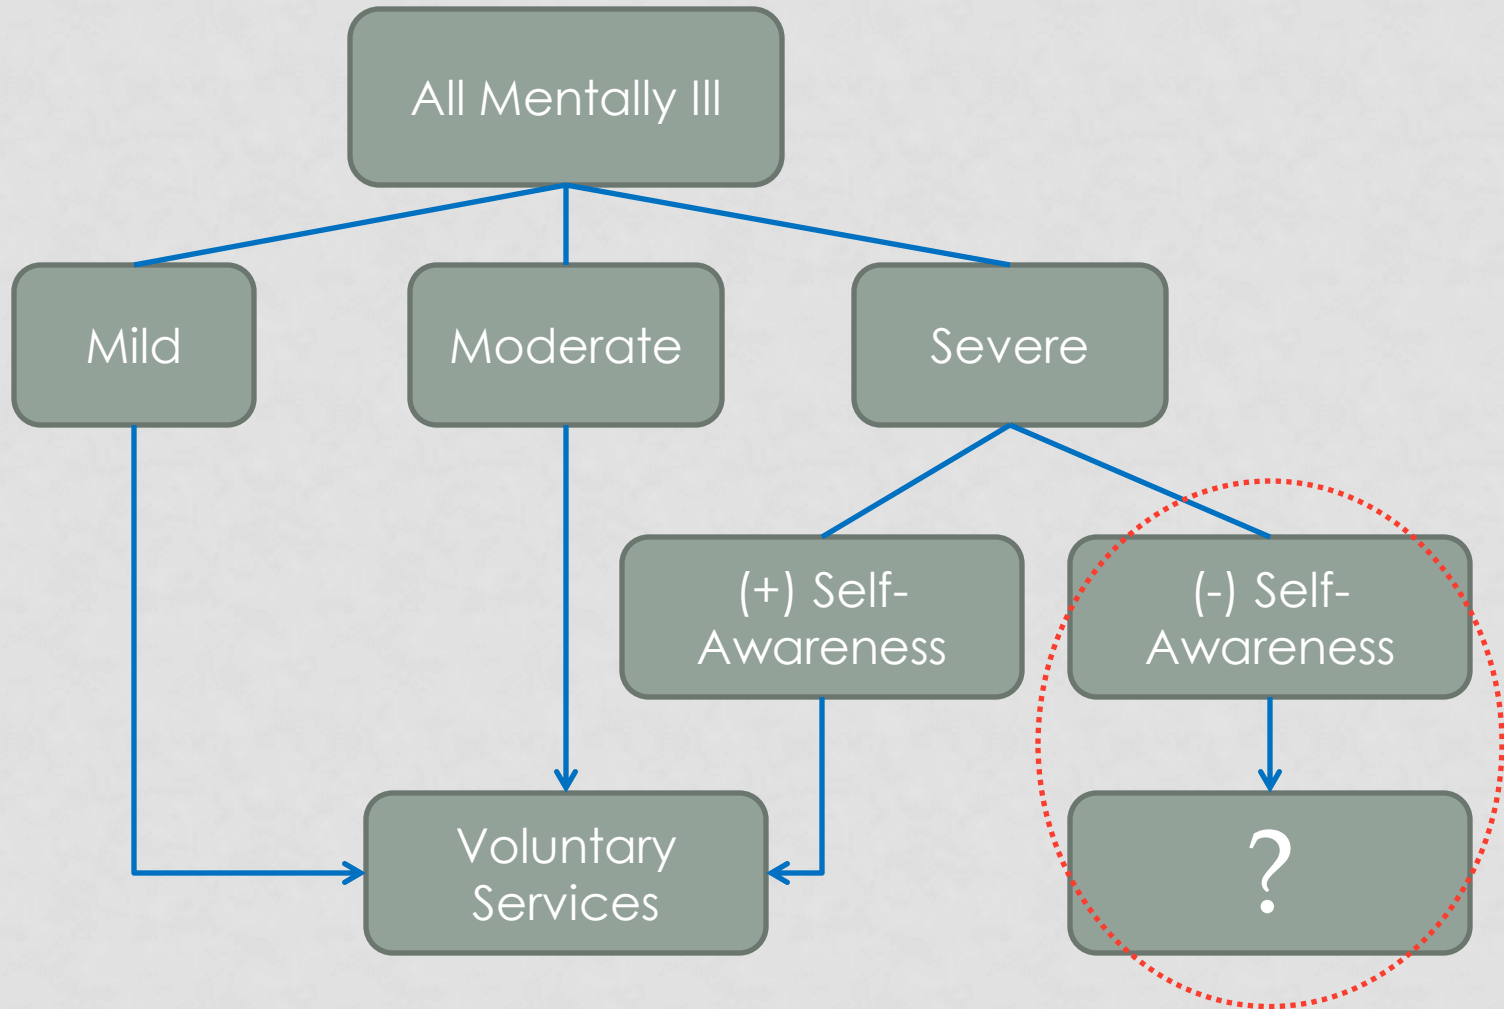 All Mentally Ill
Mild
Moderate
Severe
(+) Self-
Awareness
(-) Self-
Awareness
Voluntary
Services
?